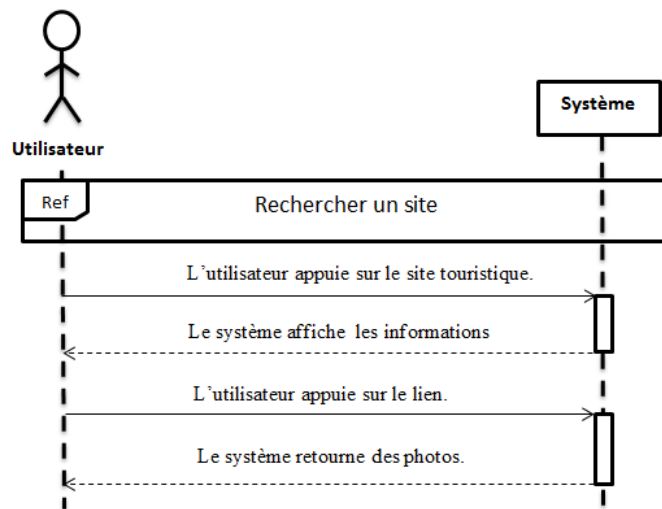 Système
Utilisateur
Ref
Rechercher un site
L'utilisateur appuie sur le site touristique.
Le système affiche les informations
L'utilisateur appuie sur le lien.
Le système retourne des photos.